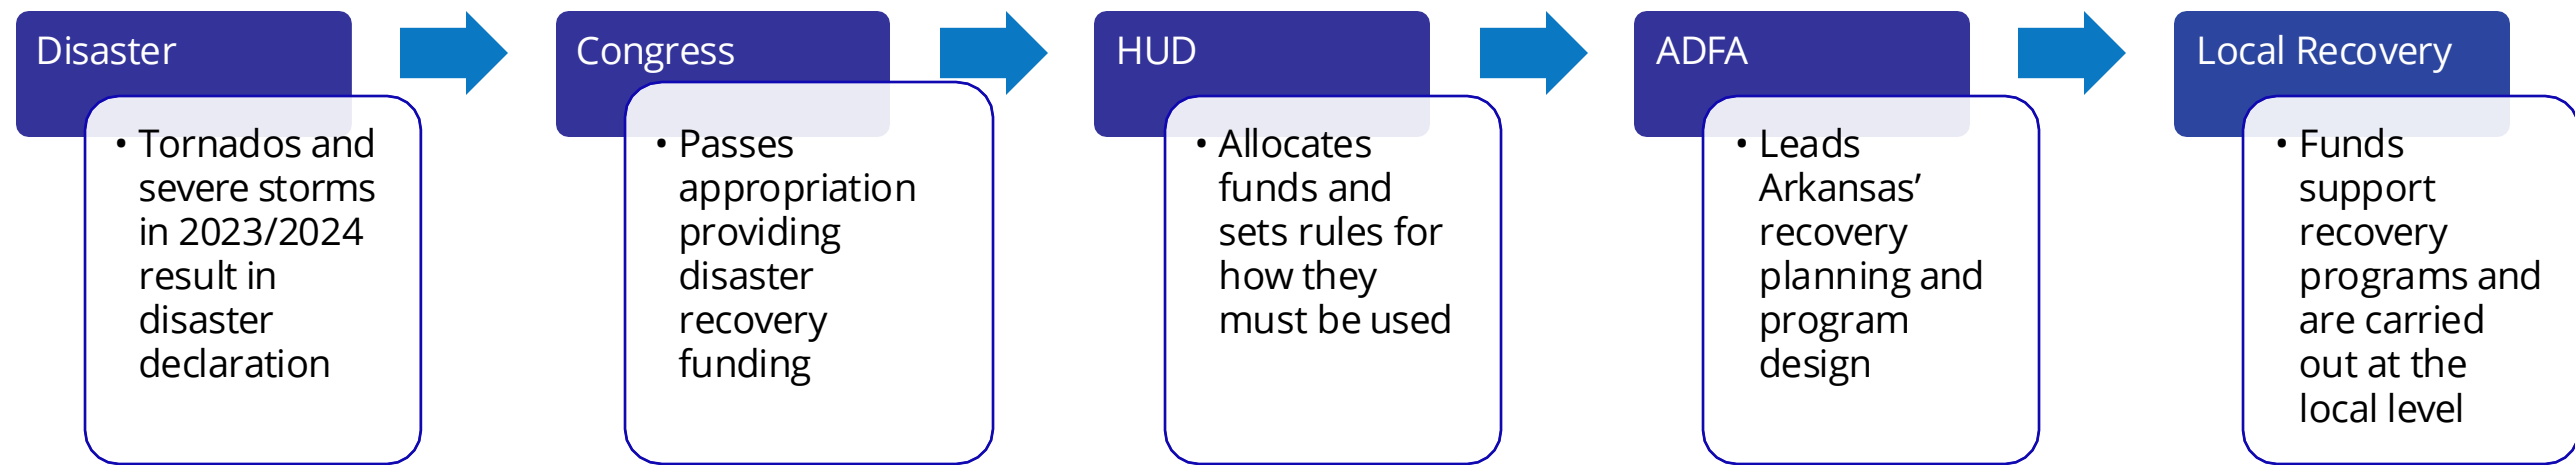 Disaster
• Tornados and
severe storms
in 2023/2024
result in
disaster
declaration
Congress
• Passes
appropriation
providing
disaster
recovery
funding
HUD
• Allocates
funds and
sets rules for
how they
must be used
ADFA
• Leads
Arkansas’
recovery
planning and
program
design
Local Recovery
• Funds
support
recovery
programs and
are carried
out at the
local level